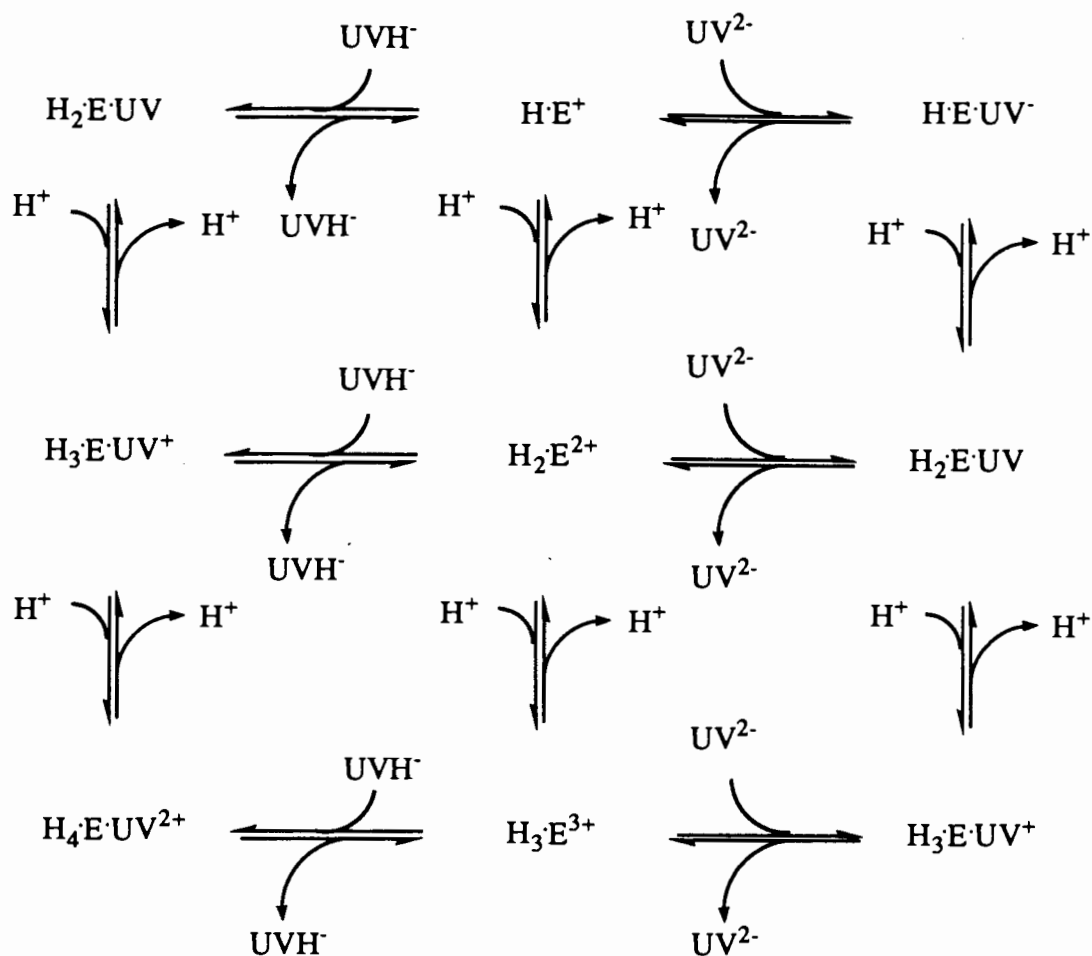 UVH⁻ UV²⁻
H₂·E·UV H·E⁺ H·E·UV⁻
H⁺ H⁺ UVH⁻ H⁺ H⁺ UV²⁻ H⁺ H⁺
UVH⁻ UV²⁻
H₃·E·UV⁺ H₂·E²⁺ H₂·E·UV
UVH⁻ UV²⁻
H⁺ H⁺ H⁺ H⁺ H⁺ H⁺
UVH⁻ UV²⁻
H₄·E·UV²⁺ H₃·E³⁺ H₃·E·UV⁺
UVH⁻ UV²⁻